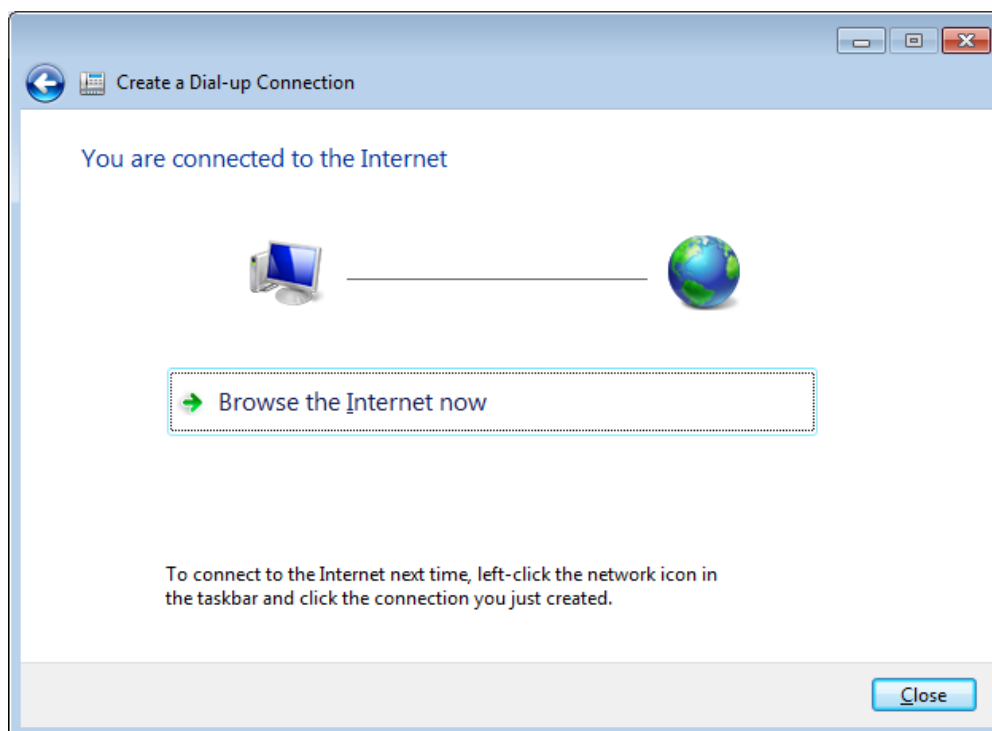 Create a Dial-up Connection
You are connected to the Internet
Browse the Internet now
To connect to the Internet next time, left-click the network icon in
the taskbar and click the connection you just created.
Close